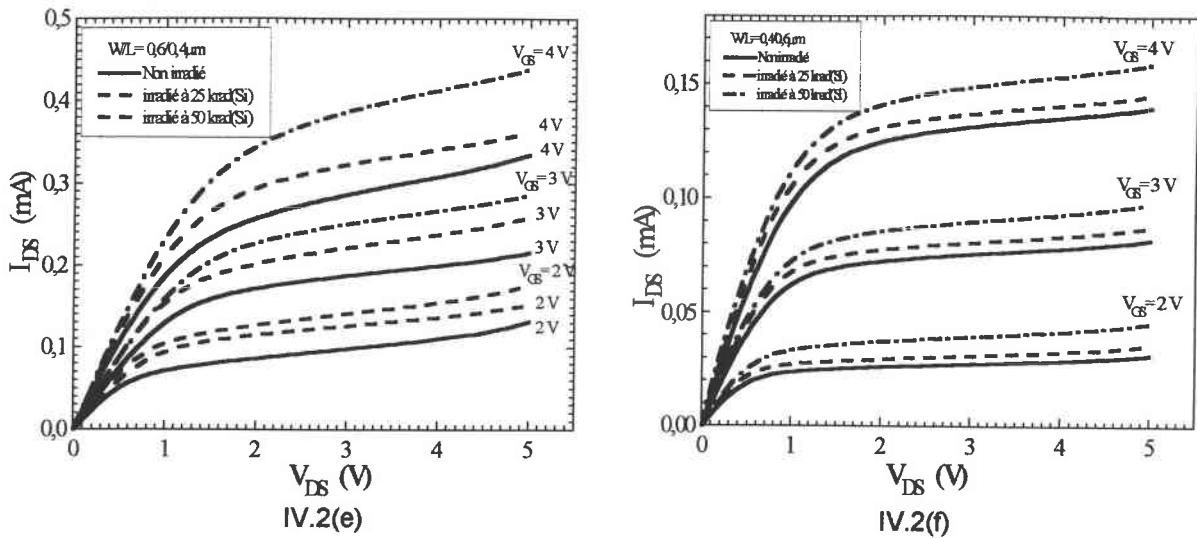 0,5
0,4
0,3
0,2
0,1
0,0
I_DS (mA)
W/L= 0,6/0,4µm
Non irradié
irradié à 25 krad(Si)
irradié à 50 krad(Si)
V_GS=4 V
4 V
4 V
V_GS=3 V
3 V
3 V
V_GS=2 V
2 V
2 V
0 1 2 3 4 5
V_DS (V)
IV.2(e)
0,15
0,10
0,05
0,00
I_DS (mA)
W/L=0,4/0,6µm
Non irradié
irradié à 25 krad(Si)
irradié à 50 krad(Si)
V_GS=4 V
V_GS=3 V
V_GS=2 V
0 1 2 3 4 5
V_DS (V)
IV.2(f)